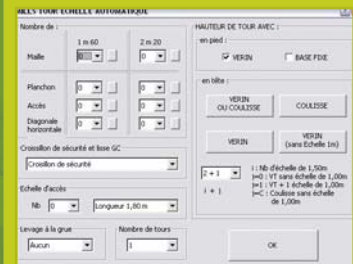 AILES TOUR ECHELLE AUTOMATIQUE
Nombre de :
1 m 60
2 m 20
Maille
0
0
Planchon
0
0
Accès
0
0
Diagonale horizontale
0
0
Croisillon de sécurité et lisse GC
Croisillon de sécurité
Echelle d'accès
Nb
0
Longueur 1,80 m
Levage à la grue
Aucun
Nombre de tours
1
HAUTEUR DE TOUR AVEC :
en pied :
VERIN
BASE FIXE
en tête :
VERIN OU COULISSE
COULISSE
VERIN
VERIN (sans Echelle 1m)
2 + 1
i + j
i : Nb d'échelle de 1,50m
j=0 : VT sans échelle de 1,00m
j=1 : VT + 1 échelle de 1,00m
j=C : Coulisse sans échelle de 1,00m
OK